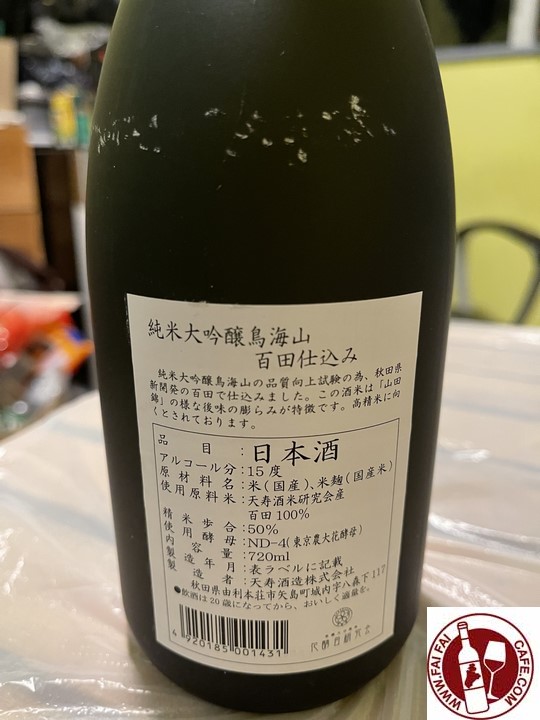 純米大吟醸鳥海山
百田仕込み
純米大吟醸鳥海山の品質向上試験の為、秋田県
新開発の百田で仕込みました。この酒米は「山田
錦」の様な後味の膨らみが特徴です。高精米に向
くとされております。
品目：日本酒
アルコール分：15度
原材料名：米(国産)、米麹(国産米)
使用原料米：天寿酒米研究会産
百田100%
精米歩合：50%
使用酵母：ND-4(東京農大花酵母)
内容量：720ml
製造年月：表ラベルに記載
製造者：天寿酒造株式会社
秋田県由利本荘市矢島町城内字八森下117
●飲酒は20歳になってから、おいしく適量を。
4920185001431
花酵母研究会
WWW.FAIFAICAFE.COM